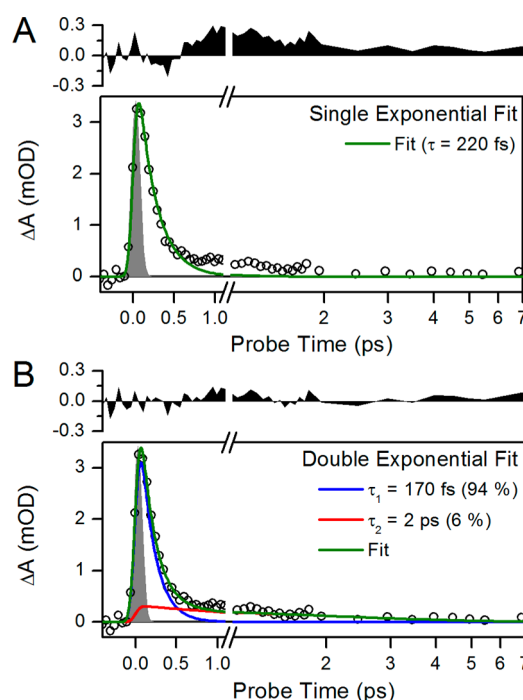 A
0.3
0.0
-0.3
Single Exponential Fit
Fit (τ = 220 fs)
3
2
1
0
ΔA (mOD)
0.0 0.5 1.0 2 3 4 5 6 7
Probe Time (ps)
B
0.3
0.0
-0.3
Double Exponential Fit
τ1 = 170 fs (94 %)
τ2 = 2 ps (6 %)
Fit
3
2
1
0
ΔA (mOD)
0.0 0.5 1.0 2 3 4 5 6 7
Probe Time (ps)